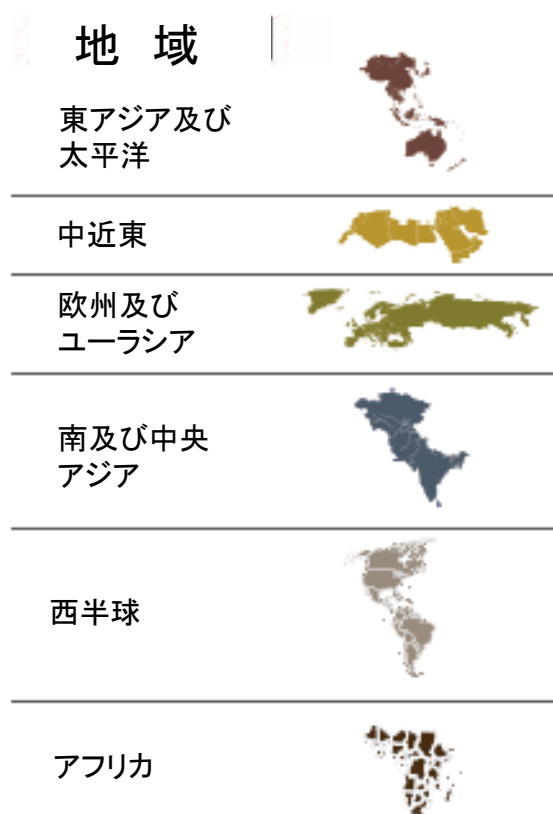 地 域
東アジア及び
太平洋
中近東
欧州及び
ユーラシア
南及び中央
アジア
西半球
アフリカ